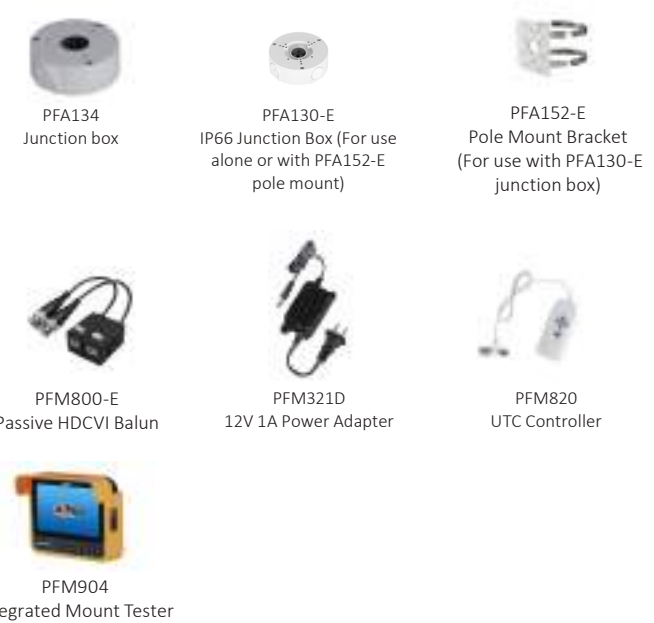 PFA134
Junction box
PFA130-E
IP66 Junction Box (For use
alone or with PFA152-E
pole mount)
PFA152-E
Pole Mount Bracket
(For use with PFA130-E
junction box)
PFM800-E
Passive HDCVI Balun
PFM321D
12V 1A Power Adapter
PFM820
UTC Controller
PFM904
egrated Mount Tester